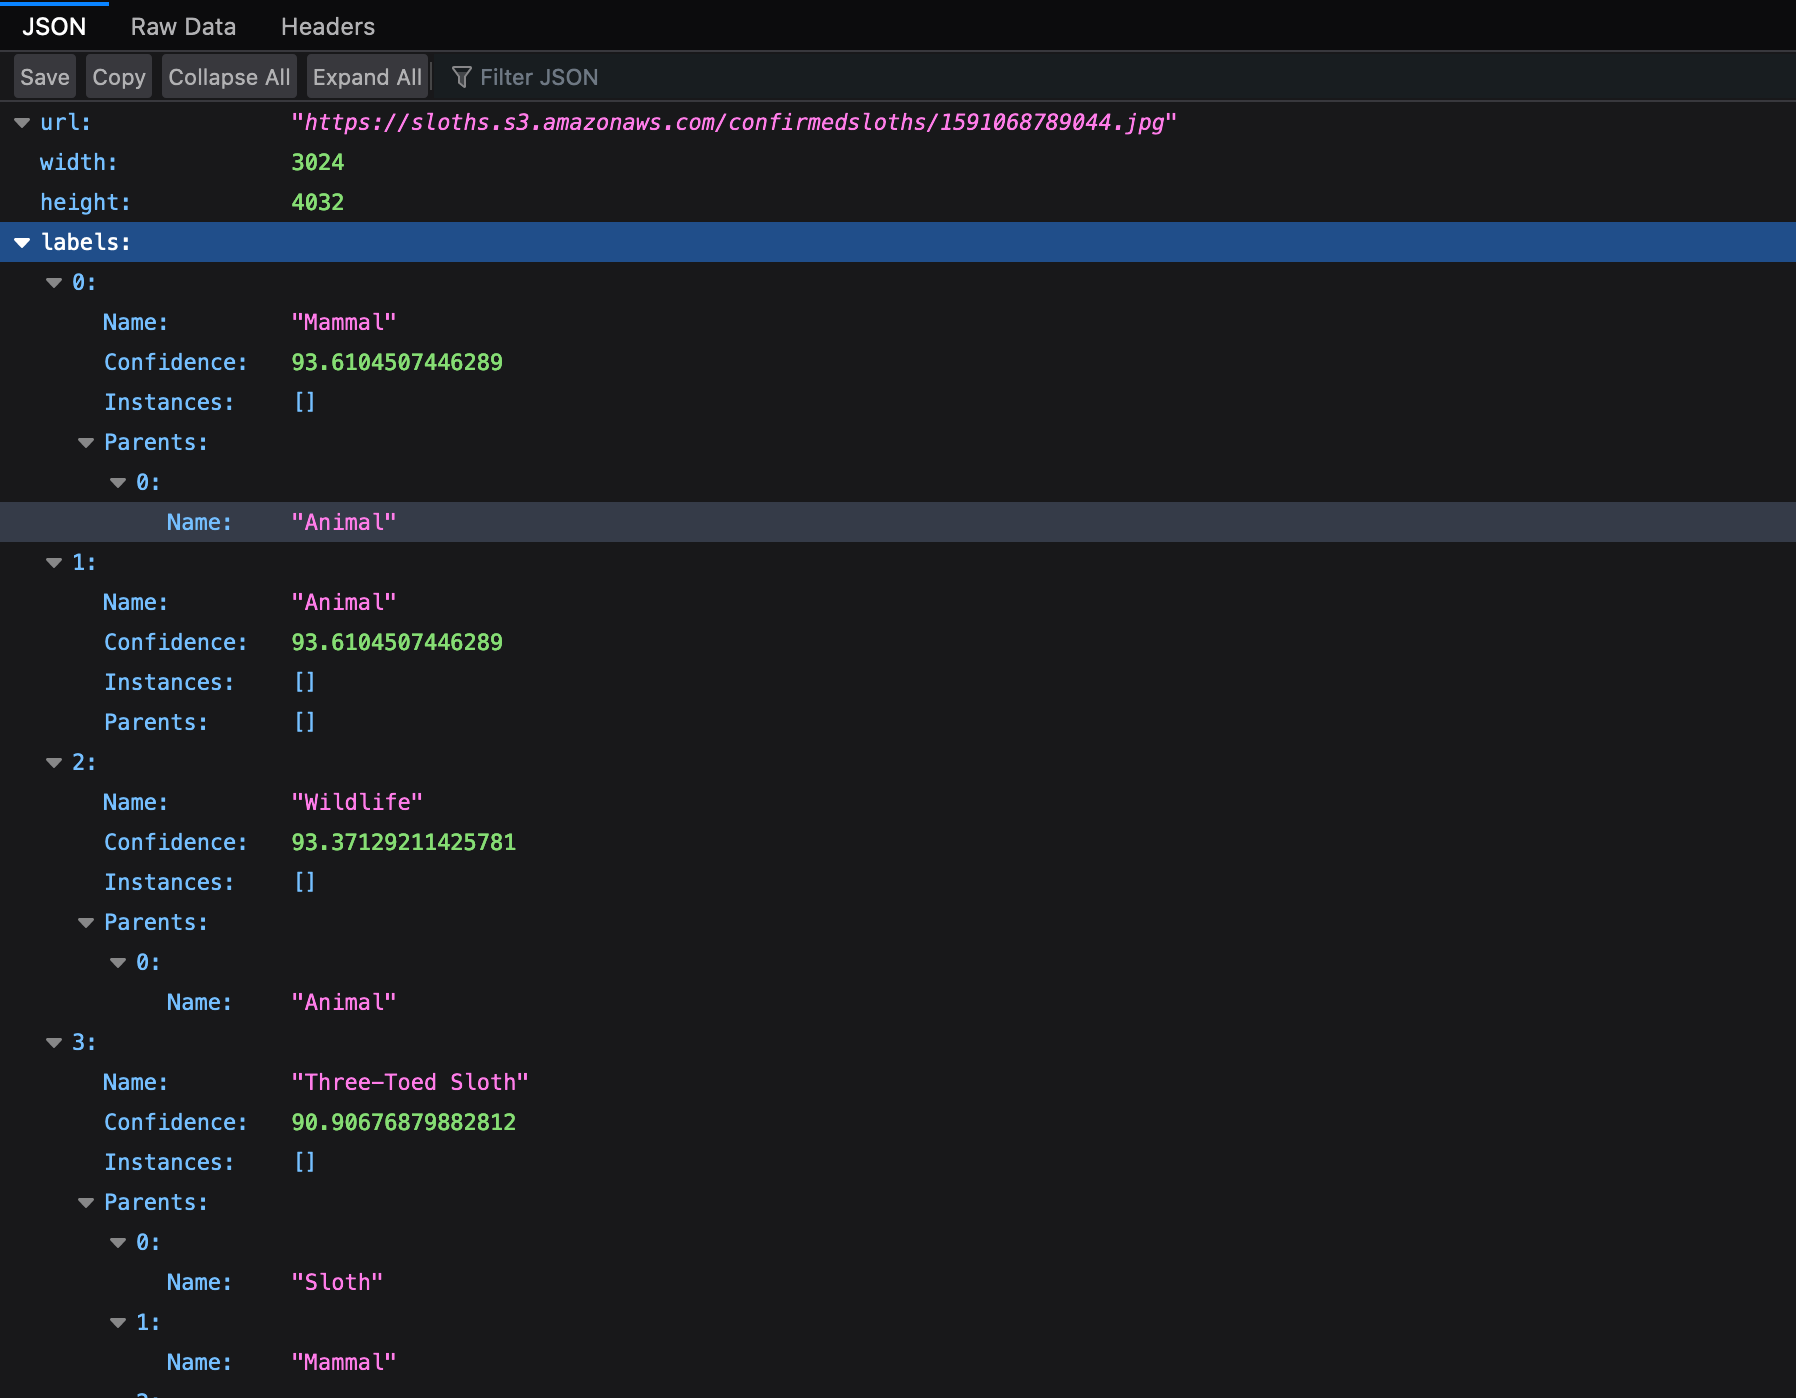 JSON Raw Data Headers
Save Copy Collapse All Expand All Filter JSON
url: "https://sloths.s3.amazonaws.com/confirmedsloths/1591068789044.jpg"
width: 3024
height: 4032
labels:
0:
Name: "Mammal"
Confidence: 93.6104507446289
Instances: []
Parents:
0:
Name: "Animal"
1:
Name: "Animal"
Confidence: 93.6104507446289
Instances: []
Parents: []
2:
Name: "Wildlife"
Confidence: 93.37129211425781
Instances: []
Parents:
0:
Name: "Animal"
3:
Name: "Three-Toed Sloth"
Confidence: 90.90676879882812
Instances: []
Parents:
0:
Name: "Sloth"
1:
Name: "Mammal"